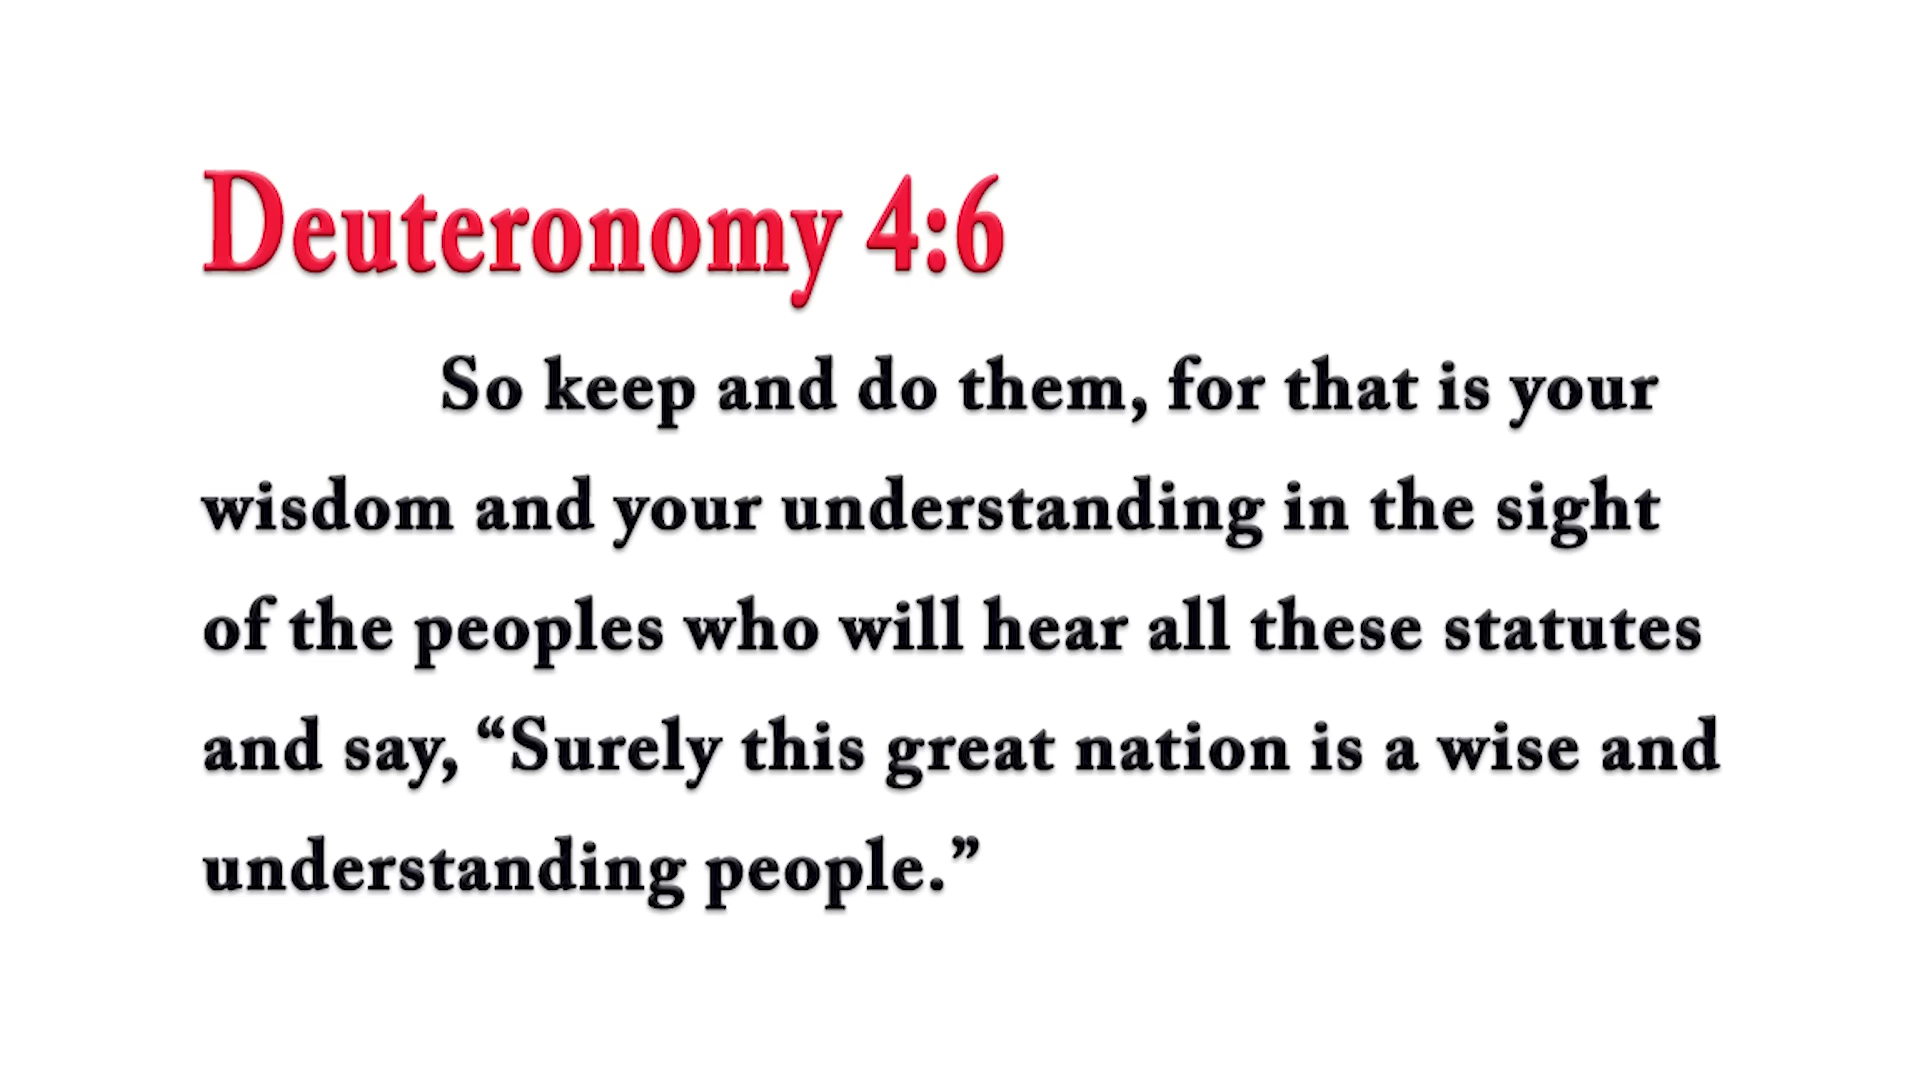 Deuteronomy 4:6
So keep and do them, for that is your
wisdom and your understanding in the sight
of the peoples who will hear all these statutes
and say, “Surely this great nation is a wise and
understanding people.”